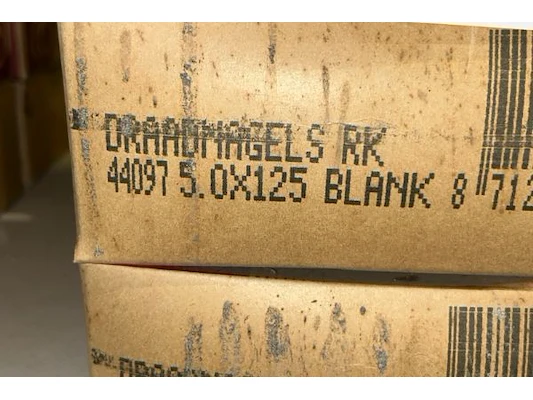 DRAADNAGELS RK
44097 5.0X125 BLANK 8 712